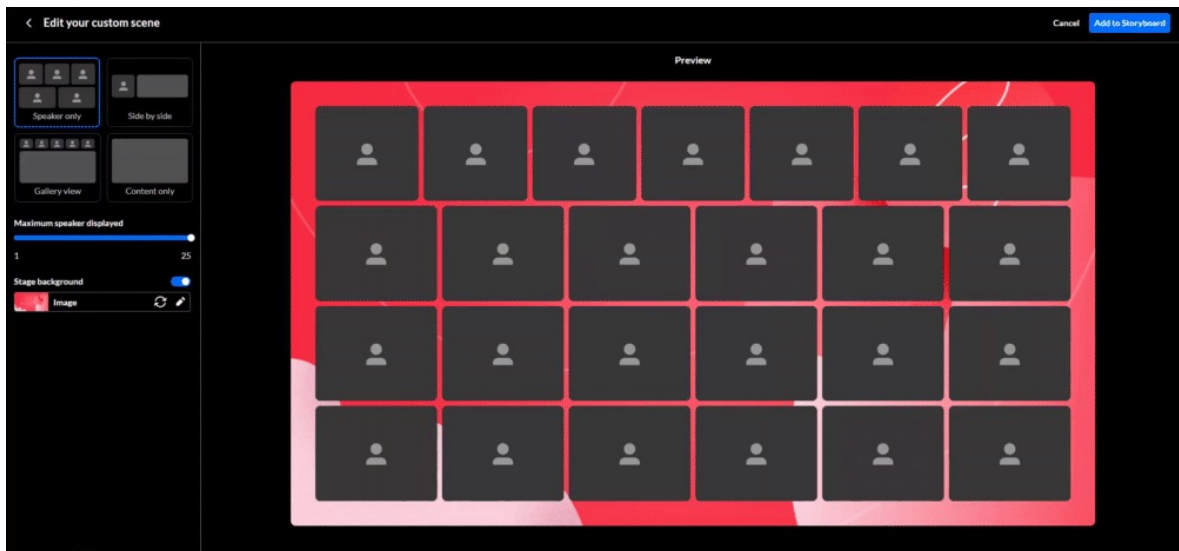 Edit your custom scene
Cancel
Add to Storyboard
Preview
Speaker only
Side by side
Gallery view
Content only
Maximum speaker displayed
1
25
Stage background
Image